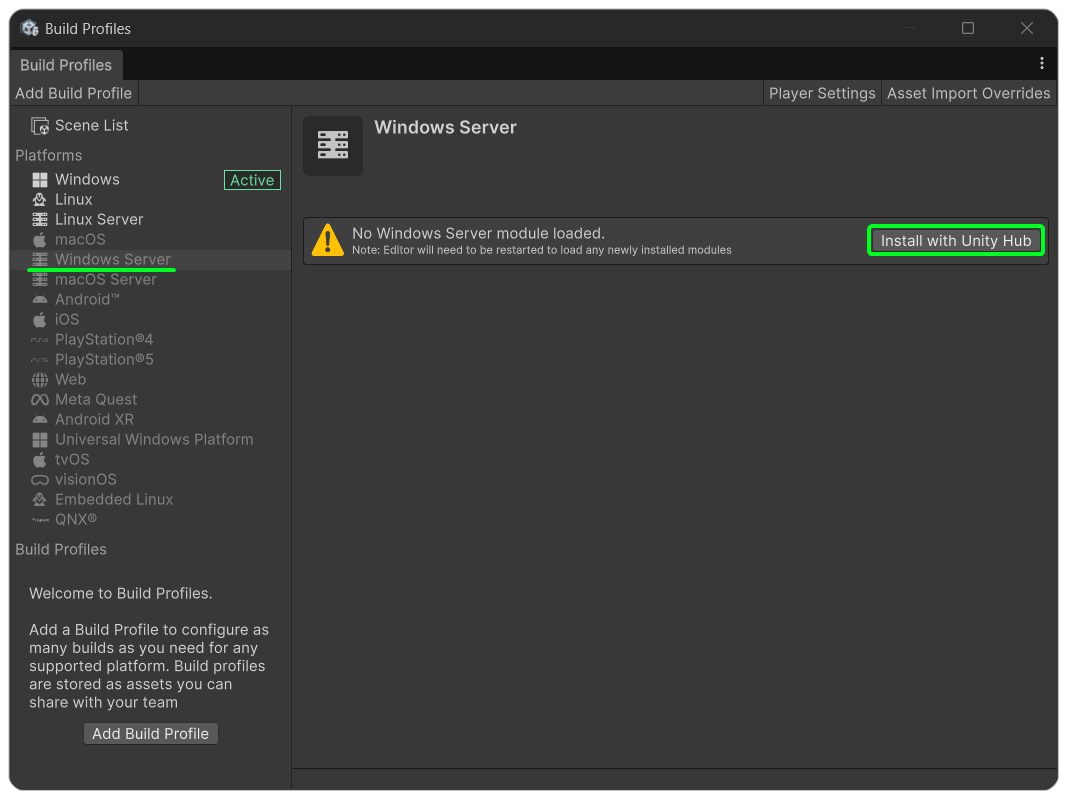 Build Profiles
Build Profiles
Add Build Profile
Player Settings
Asset Import Overrides
Scene List
Platforms
Windows
Active
Linux
Linux Server
macOS
Windows Server
macOS Server
Android™
iOS
PlayStation®4
PlayStation®5
Web
Meta Quest
Android XR
Universal Windows Platform
tvOS
visionOS
Embedded Linux
QNX®
Build Profiles
Welcome to Build Profiles.
Add a Build Profile to configure as
many builds as you need for any
supported platform. Build profiles
are stored as assets you can
share with your team
Add Build Profile
Windows Server
No Windows Server module loaded.
Note: Editor will need to be restarted to load any newly installed modules
Install with Unity Hub